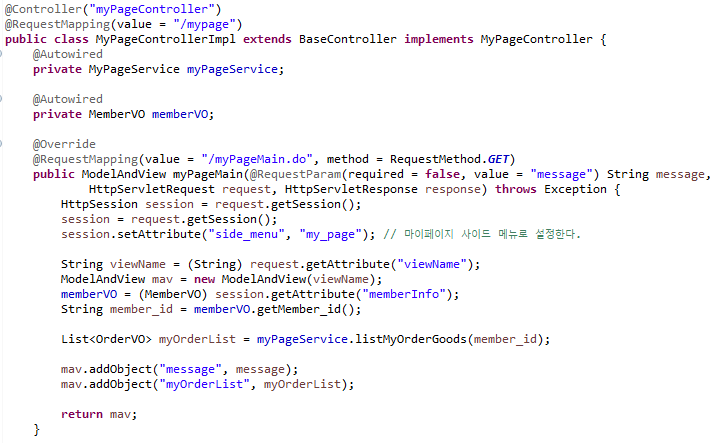 @Controller("myPageController")
@RequestMapping(value = "/mypage")
public class MyPageControllerImpl extends BaseController implements MyPageController {
@Autowired
private MyPageService myPageService;
@Autowired
private MemberVO memberVO;
@Override
@RequestMapping(value = "/myPageMain.do", method = RequestMethod.GET)
public ModelAndView myPageMain(@RequestParam(required = false, value = "message") String message,
HttpServletRequest request, HttpServletResponse response) throws Exception {
HttpSession session = request.getSession();
session = request.getSession();
session.setAttribute("side_menu", "my_page"); // 마이페이지 사이드 메뉴로 설정한다.
String viewName = (String) request.getAttribute("viewName");
ModelAndView mav = new ModelAndView(viewName);
memberVO = (MemberVO) session.getAttribute("memberInfo");
String member_id = memberVO.getMember_id();
List<OrderVO> myOrderList = myPageService.listMyOrderGoods(member_id);
mav.addObject("message", message);
mav.addObject("myOrderList", myOrderList);
return mav;
}